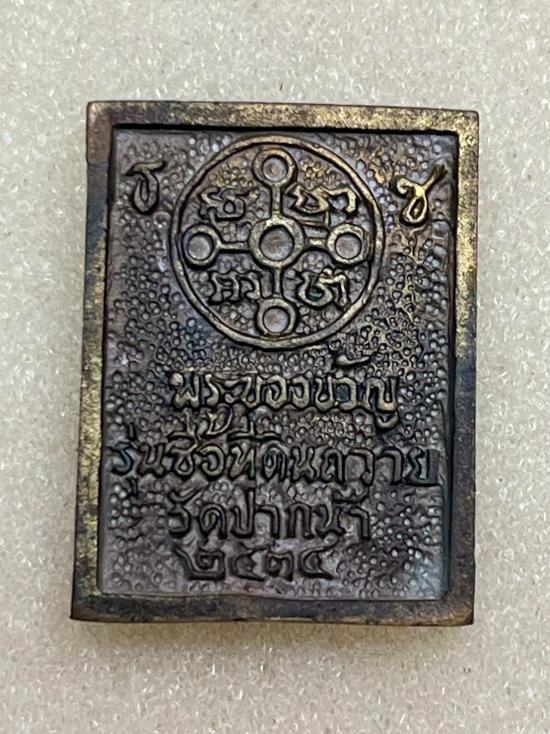 พระของขวัญ
รุ่นซื้อที่ดินถวาย
วัดปากน้ำ
๒๕๓๔